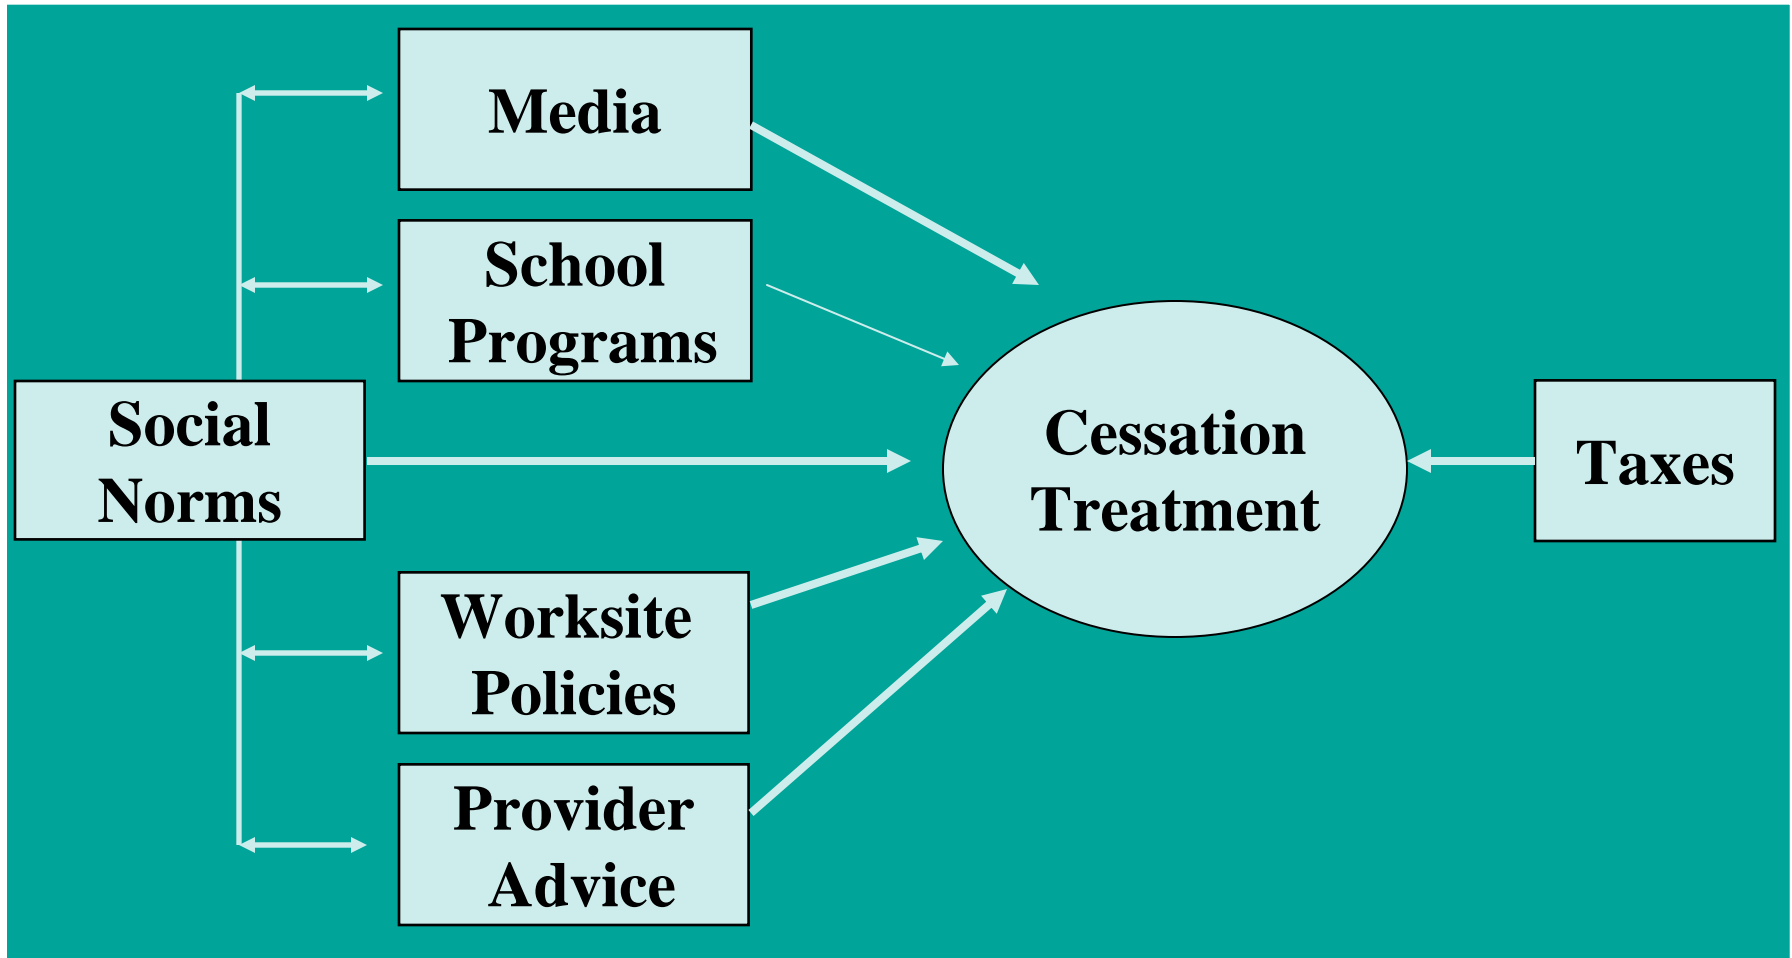 Media
School
Programs
Social
Norms
Cessation
Treatment
Taxes
Worksite
Policies
Provider
Advice